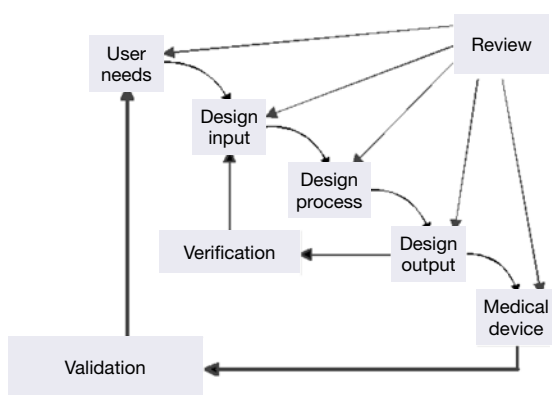 Review
User
needs
Design
input
Design
process
Verification
Design
output
Medical
device
Validation